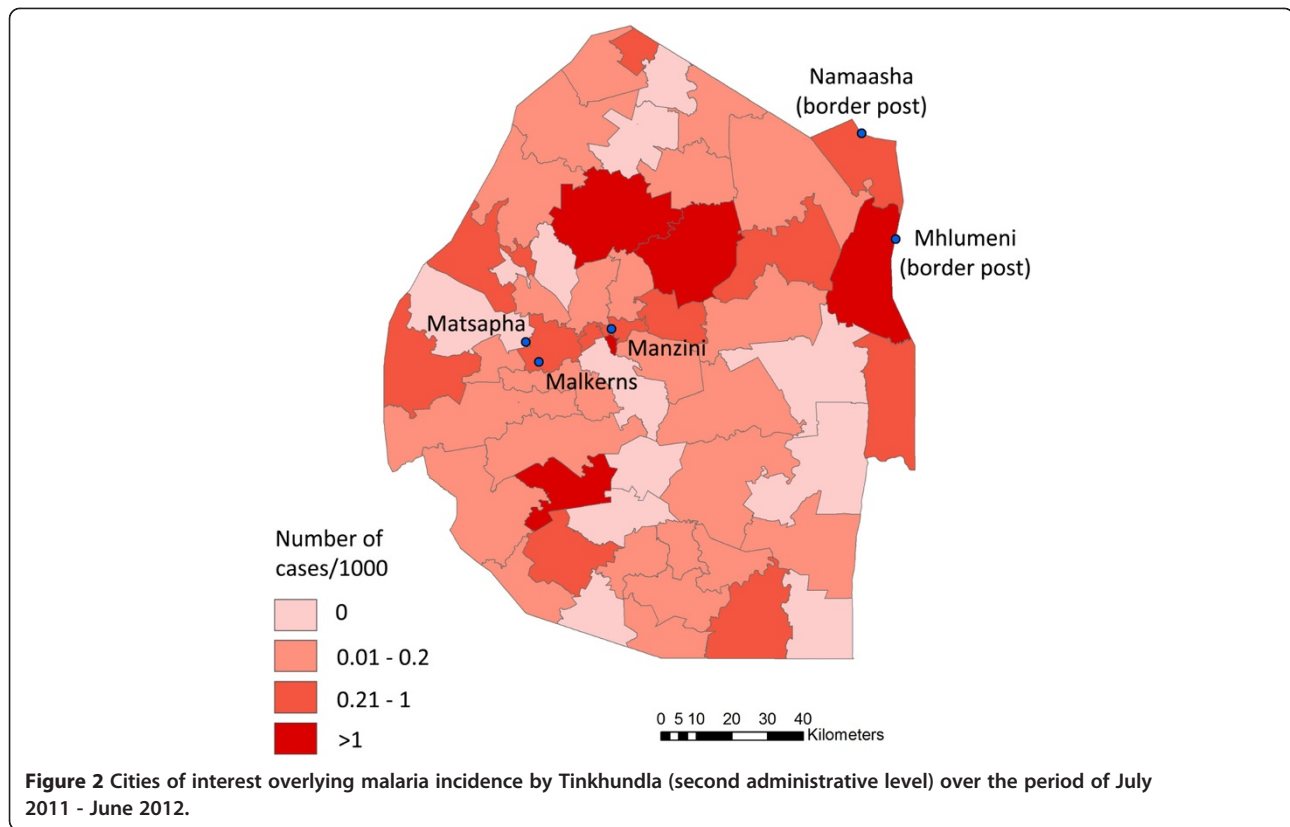 Namaasha
(border post)
Mhlumeni
(border post)
Matsapha
Manzini
Malkerns
Number of
cases/1000
0
0.01 - 0.2
0.21 - 1
>1
0 5 10 20 30 40
Kilometers
Figure 2 Cities of interest overlying malaria incidence by Tinkhundla (second administrative level) over the period of July
2011 - June 2012.